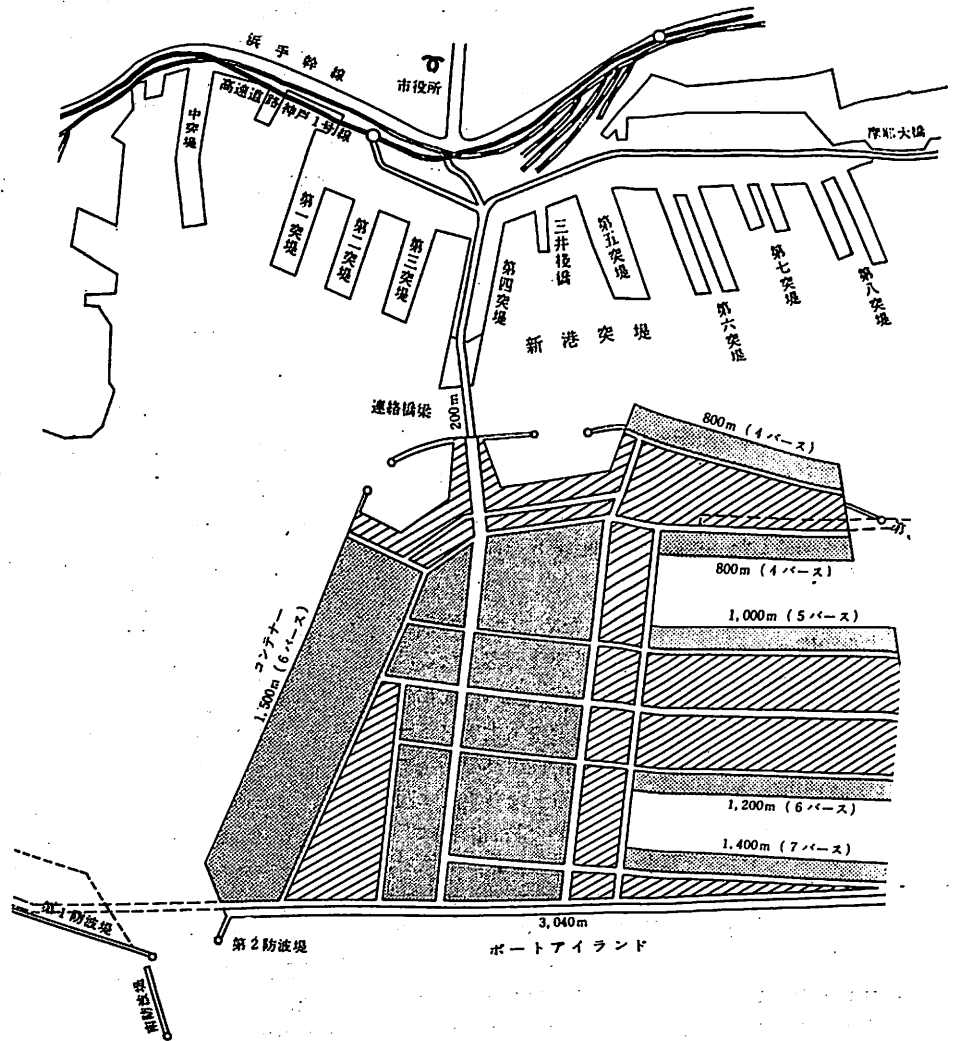 浜手幹線
市役所
高速道路神戸1号線
中突堤
摩耶大橋
第一突堤
第二突堤
第三突堤
第四突堤
三井桟橋
第五突堤
第六突堤
第七突堤
第八突堤
新港突堤
連絡橋梁
200m
800m (4バース)
800m (4バース)
1,000m (5バース)
コンテナー
1,500m (6バース)
1,200m (6バース)
1,400m (7バース)
3,040m
第1防波堤
第2防波堤
ポートアイランド